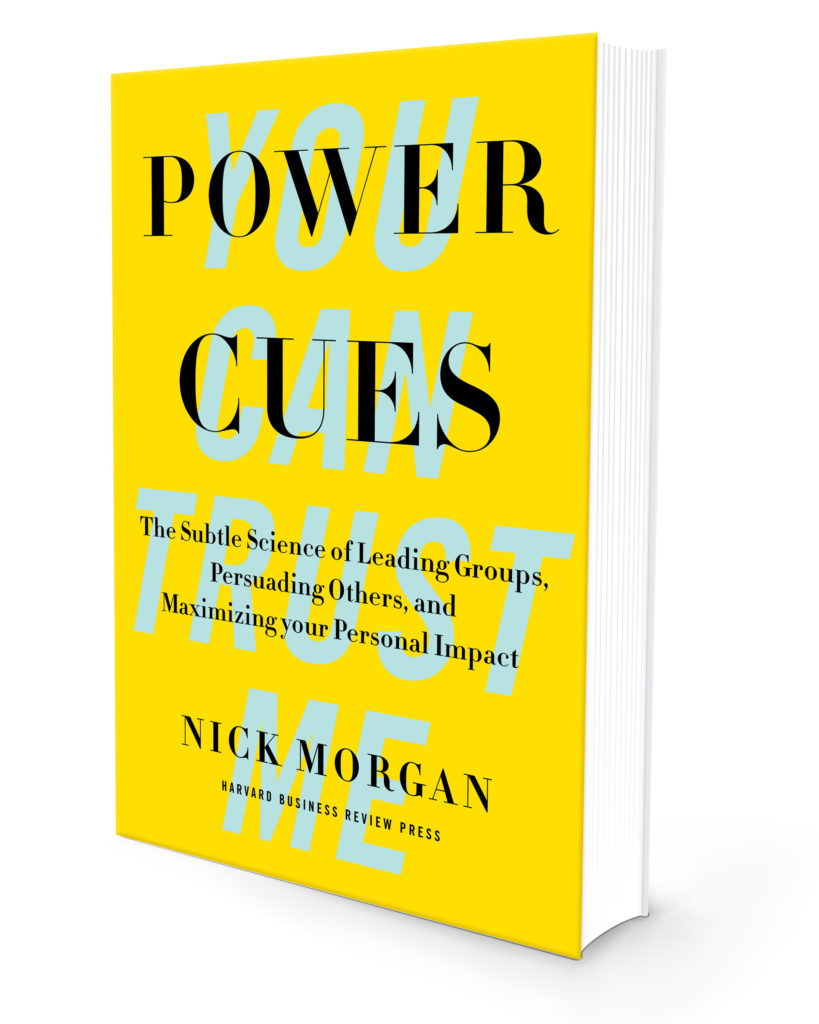 YOU
POWER
CAN
CUES
TRUST
The Subtle Science of Leading Groups,
Persuading Others, and
Maximizing your Personal Impact
ME
NICK MORGAN
HARVARD BUSINESS REVIEW PRESS